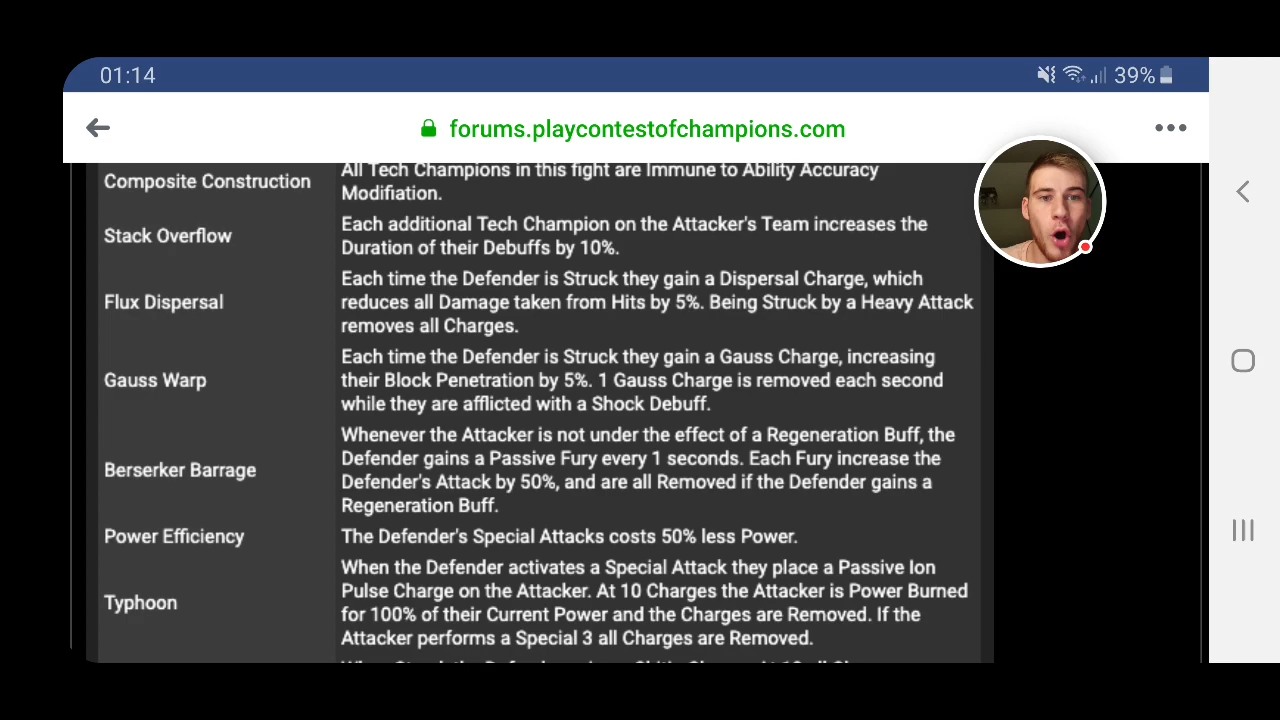 01:14
39%
forums.playcontestofchampions.com
Composite Construction
All Tech Champions in this fight are Immune to Ability Accuracy
Modifiation.
Stack Overflow
Each additional Tech Champion on the Attacker's Team increases the
Duration of their Debuffs by 10%.
Flux Dispersal
Each time the Defender is Struck they gain a Dispersal Charge, which
reduces all Damage taken from Hits by 5%. Being Struck by a Heavy Attack
removes all Charges.
Gauss Warp
Each time the Defender is Struck they gain a Gauss Charge, increasing
their Block Penetration by 5%. 1 Gauss Charge is removed each second
while they are afflicted with a Shock Debuff.
Berserker Barrage
Whenever the Attacker is not under the effect of a Regeneration Buff, the
Defender gains a Passive Fury every 1 seconds. Each Fury increase the
Defender's Attack by 50%, and are all Removed if the Defender gains a
Regeneration Buff.
Power Efficiency
The Defender's Special Attacks costs 50% less Power.
Typhoon
When the Defender activates a Special Attack they place a Passive Ion
Pulse Charge on the Attacker. At 10 Charges the Attacker is Power Burned
for 100% of their Current Power and the Charges are Removed. If the
Attacker performs a Special 3 all Charges are Removed.